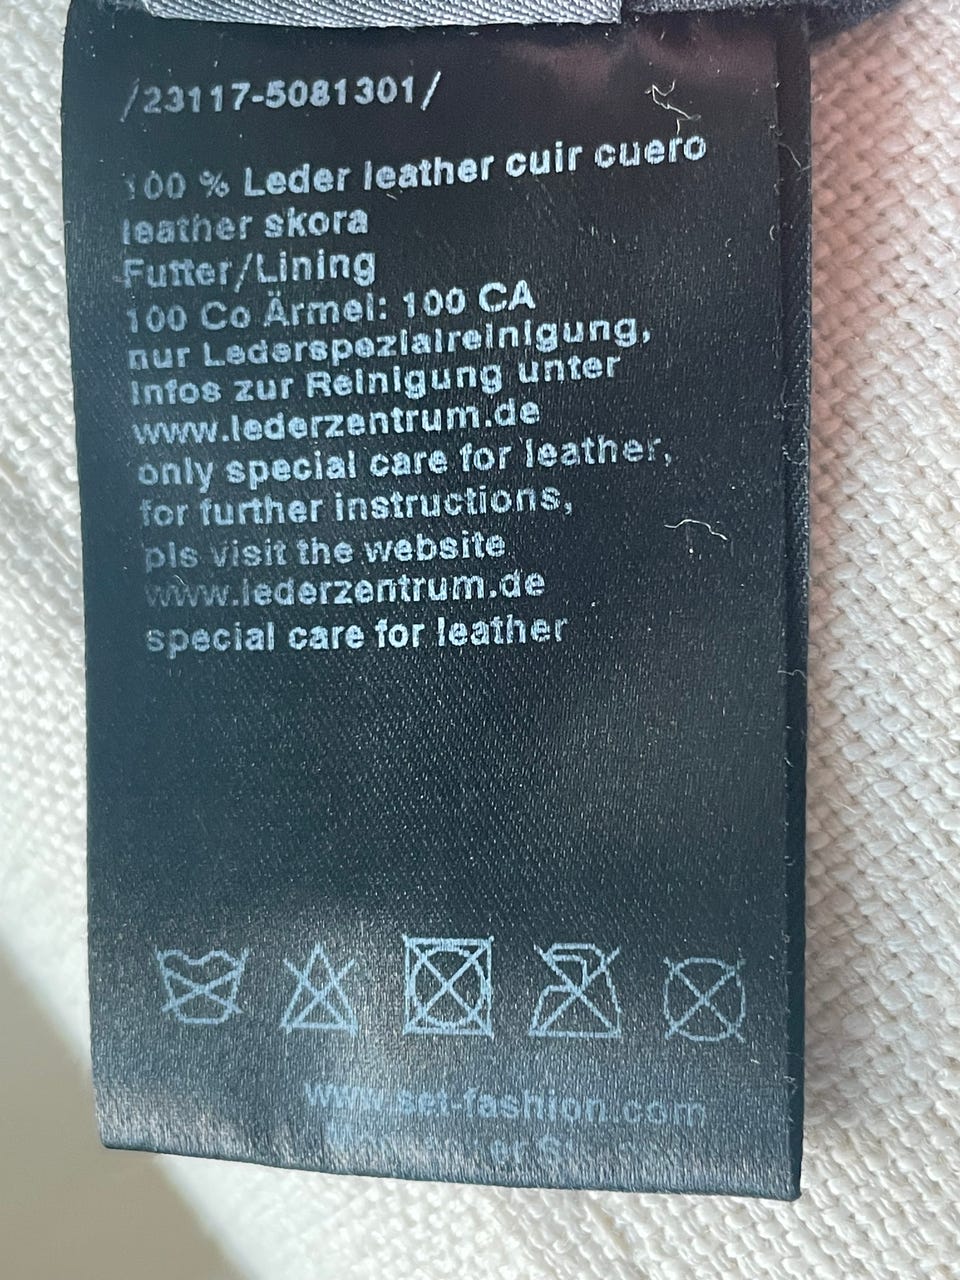 /23117-5081301/
100 % Leder leather cuir cuero
leather skora
Futter/Lining
100 Co Ärmel: 100 CA
nur Lederspezialreinigung,
Infos zur Reinigung unter
www.lederzentrum.de
only special care for leather,
for further instructions,
pls visit the website
www.lederzentrum.de
special care for leather
www.set-fashion.com